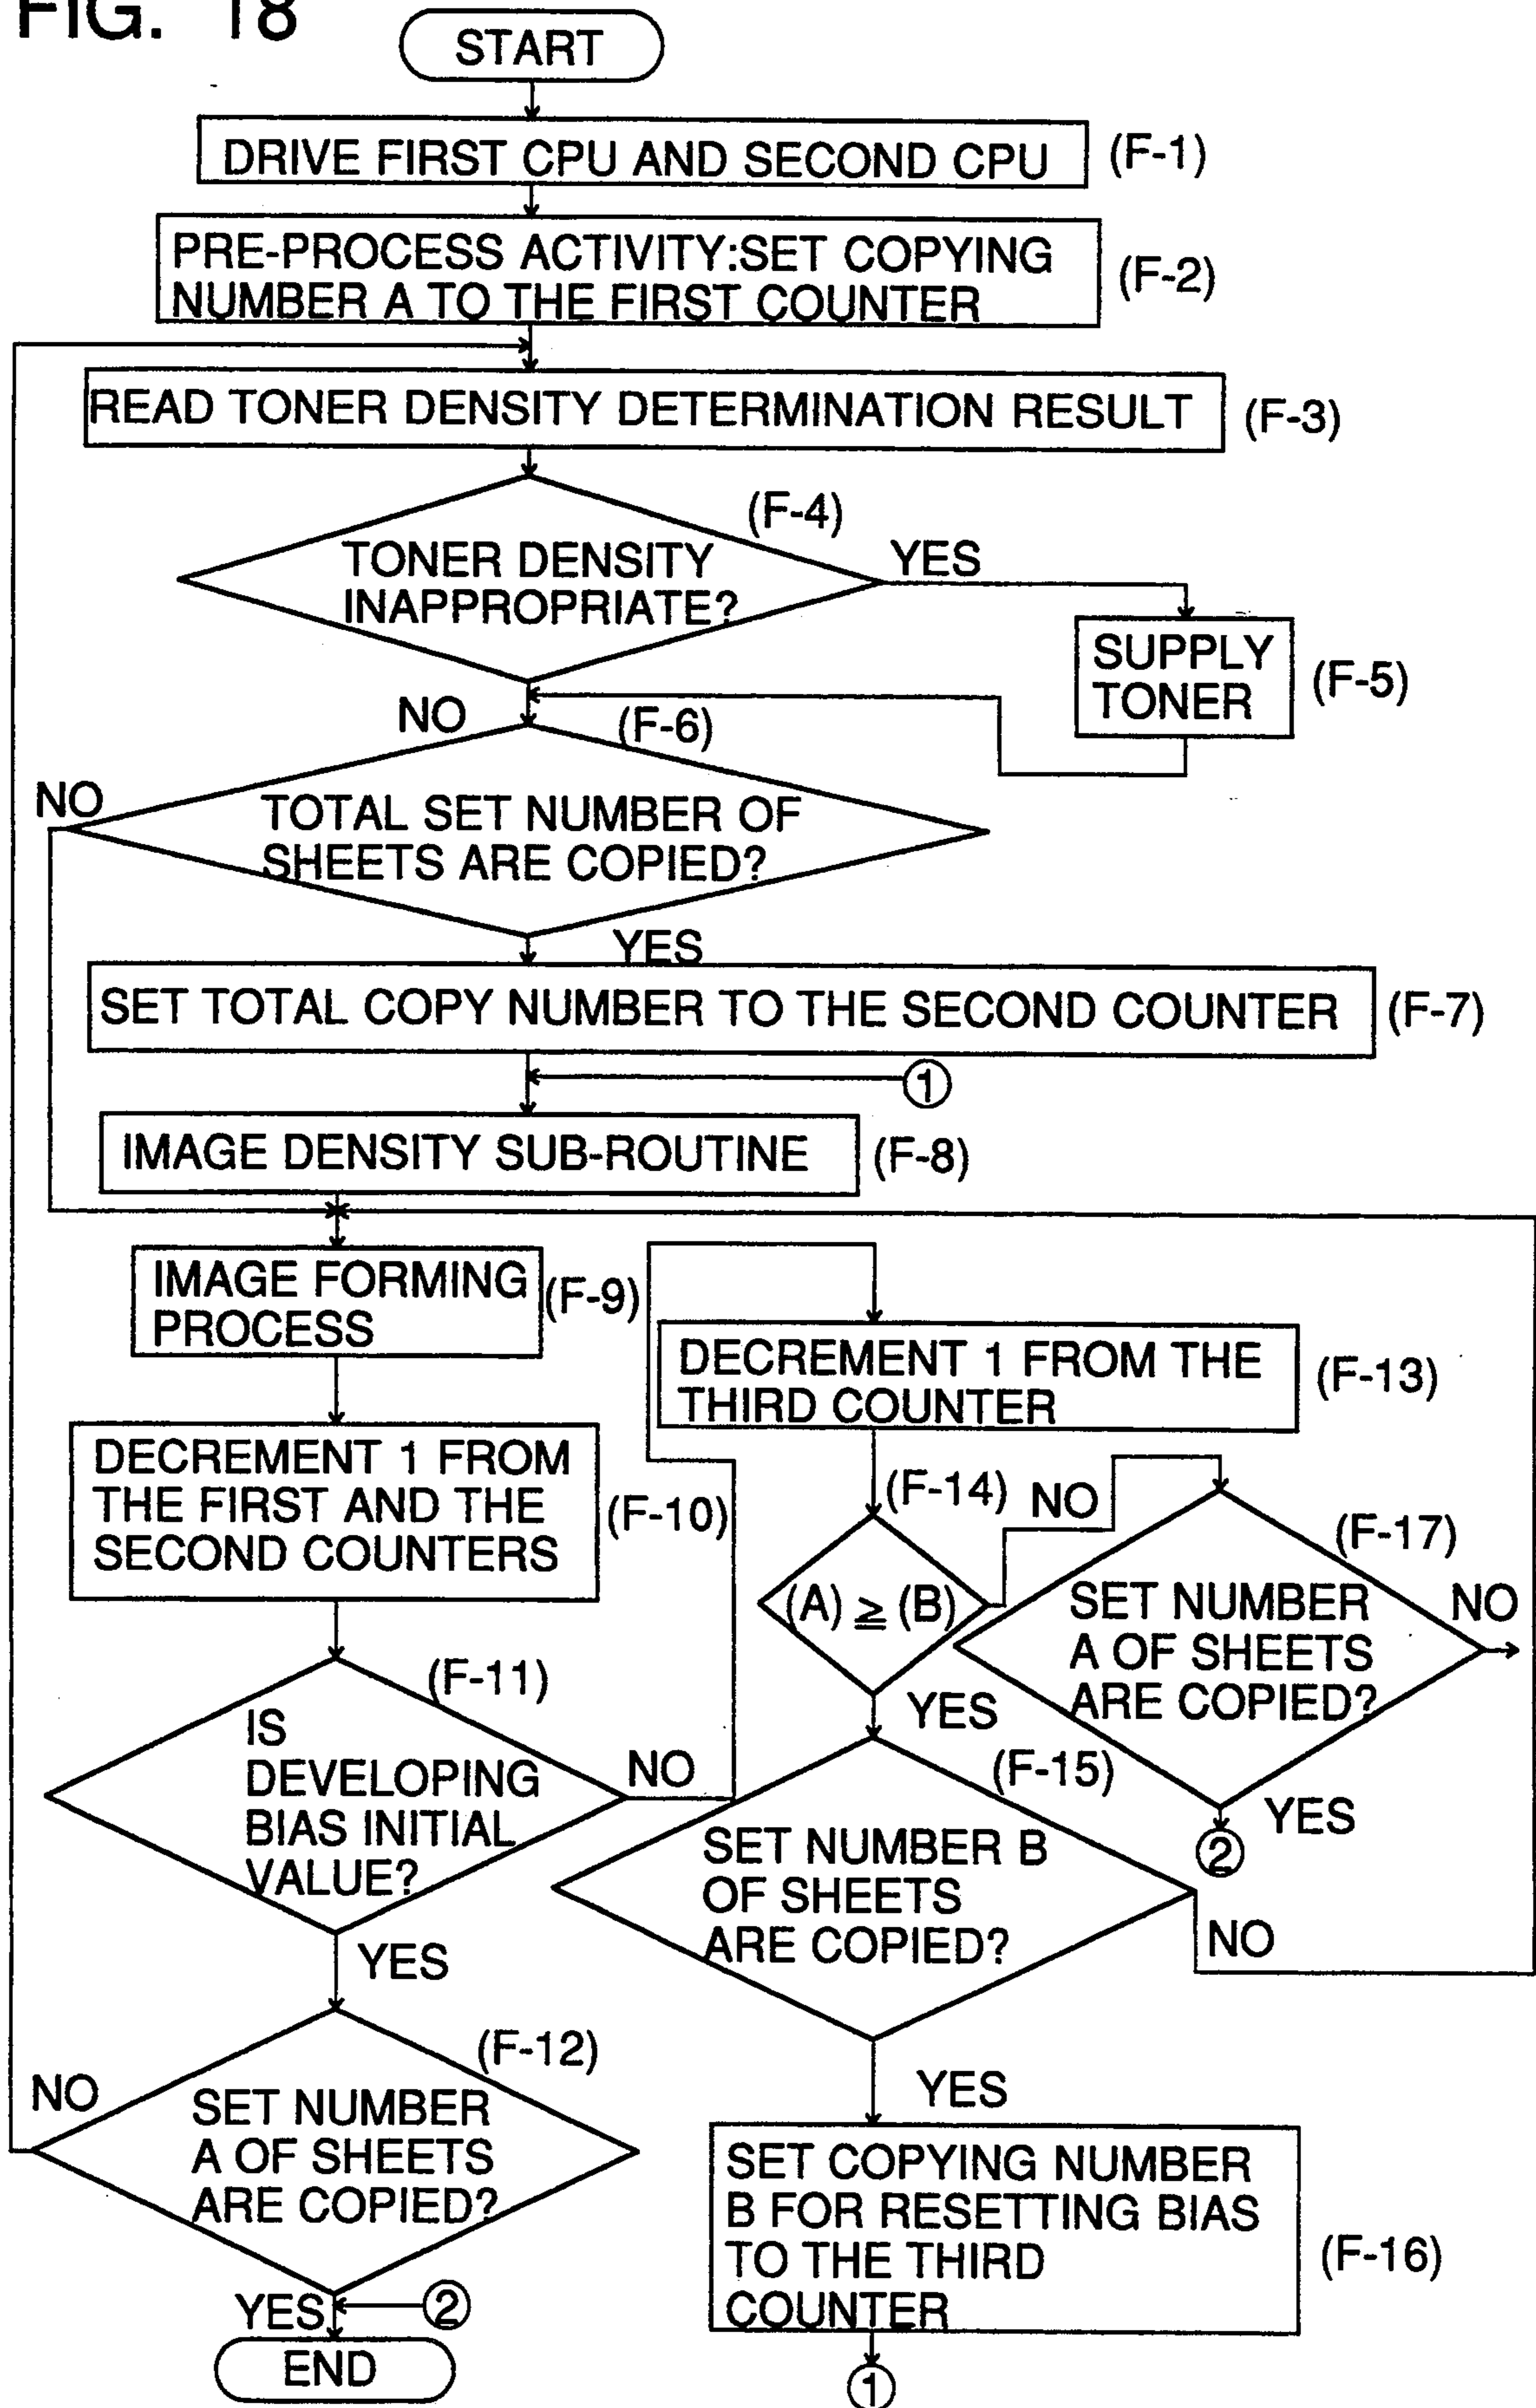 FIG. 18
START
DRIVE FIRST CPU AND SECOND CPU
(F-1)
PRE-PROCESS ACTIVITY:SET COPYING
NUMBER A TO THE FIRST COUNTER
(F-2)
READ TONER DENSITY DETERMINATION RESULT
(F-3)
(F-4)
TONER DENSITY
INAPPROPRIATE?
YES
SUPPLY
TONER
(F-5)
NO
(F-6)
NO
TOTAL SET NUMBER OF
SHEETS ARE COPIED?
YES
SET TOTAL COPY NUMBER TO THE SECOND COUNTER
(F-7)
1
IMAGE DENSITY SUB-ROUTINE
(F-8)
IMAGE FORMING
PROCESS
(F-9)
DECREMENT 1 FROM
THE FIRST AND THE
SECOND COUNTERS
(F-10)
(F-11)
IS
DEVELOPING
BIAS INITIAL
VALUE?
NO
YES
(F-12)
NO
SET NUMBER
A OF SHEETS
ARE COPIED?
YES
2
END
DECREMENT 1 FROM THE
THIRD COUNTER
(F-13)
(F-14)
NO
(A) ≧ (B)
YES
(F-17)
SET NUMBER
A OF SHEETS
ARE COPIED?
NO
YES
2
(F-15)
SET NUMBER B
OF SHEETS
ARE COPIED?
NO
YES
SET COPYING NUMBER
B FOR RESETTING BIAS
TO THE THIRD
COUNTER
(F-16)
1